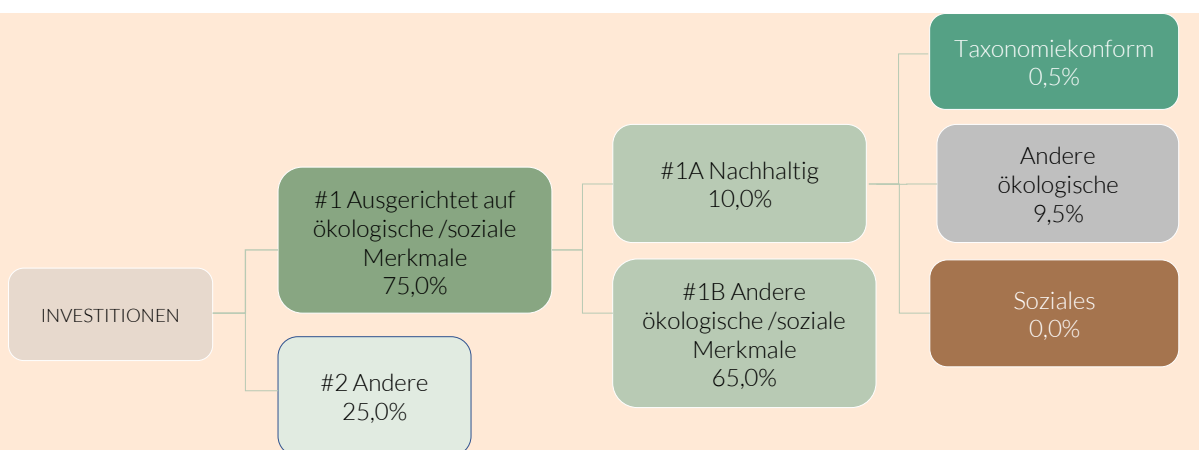 INVESTITIONEN
#1 Ausgerichtet auf
ökologische /soziale
Merkmale
75,0%
#2 Andere
25,0%
#1A Nachhaltig
10,0%
#1B Andere
ökologische /soziale
Merkmale
65,0%
Taxonomiekonform
0,5%
Andere
ökologische
9,5%
Soziales
0,0%